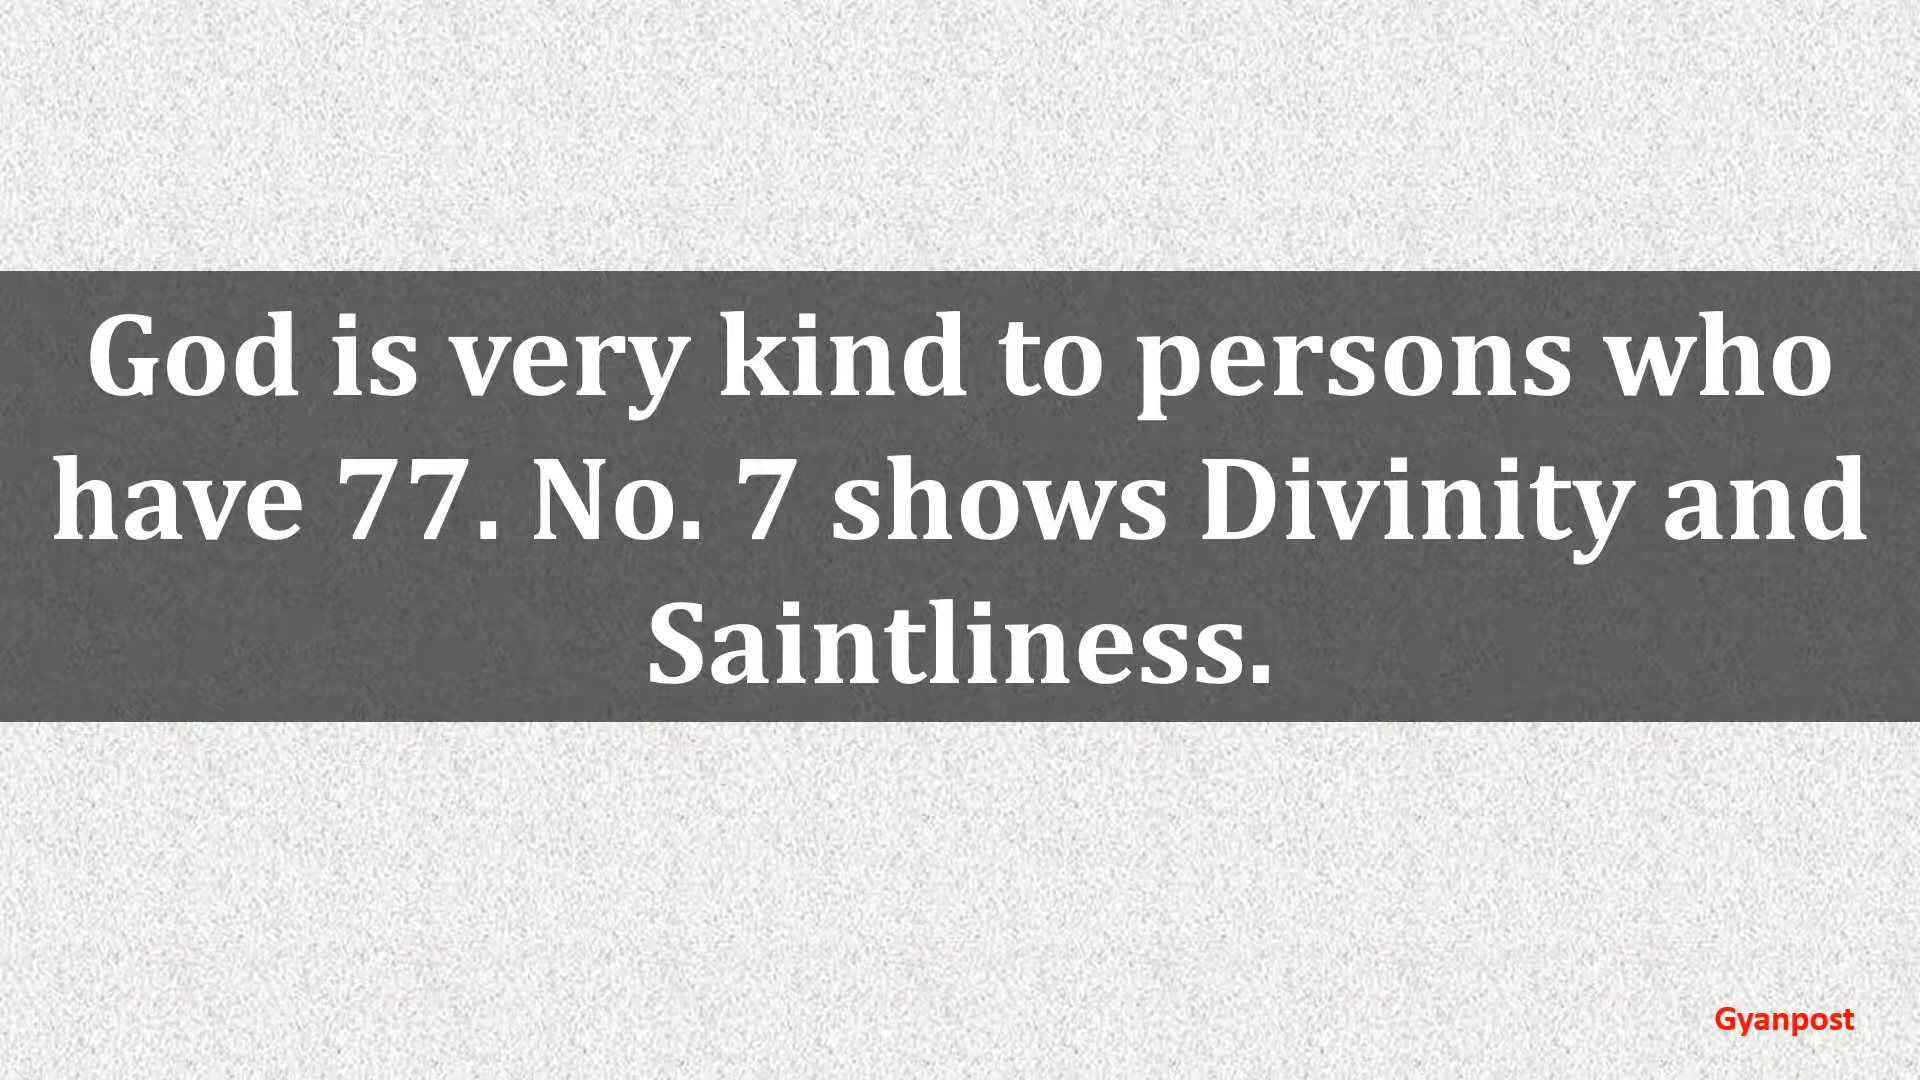 God is very kind to persons who
have 77. No. 7 shows Divinity and
Saintliness.
Gyanpost